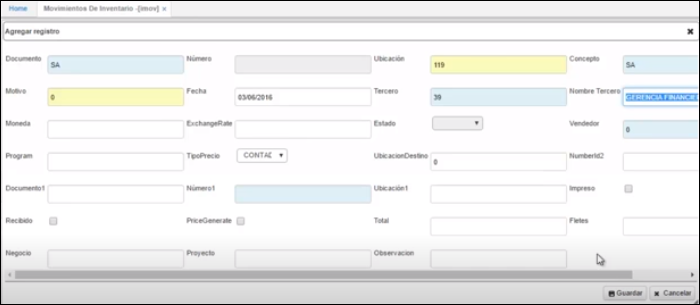 Home Movimientos De Inventario -[imov] x
Agregar registro ✖
Documento SA Número Ubicación 119 Concepto SA
Motivo 0 Fecha 03/06/2016 Tercero 39 Nombre Tercero GERENCIA FINANCIE
Moneda ExchangeRate Estado Vendedor 0
Program TipoPrecio CONTAD UbicacionDestino 0 NumberId2
Documento1 Número1 Ubicación1 Impreso
Recibido PriceGenerate Total Fletes
Negocio Proyecto Observacion
Guardar ✖ Cancelar